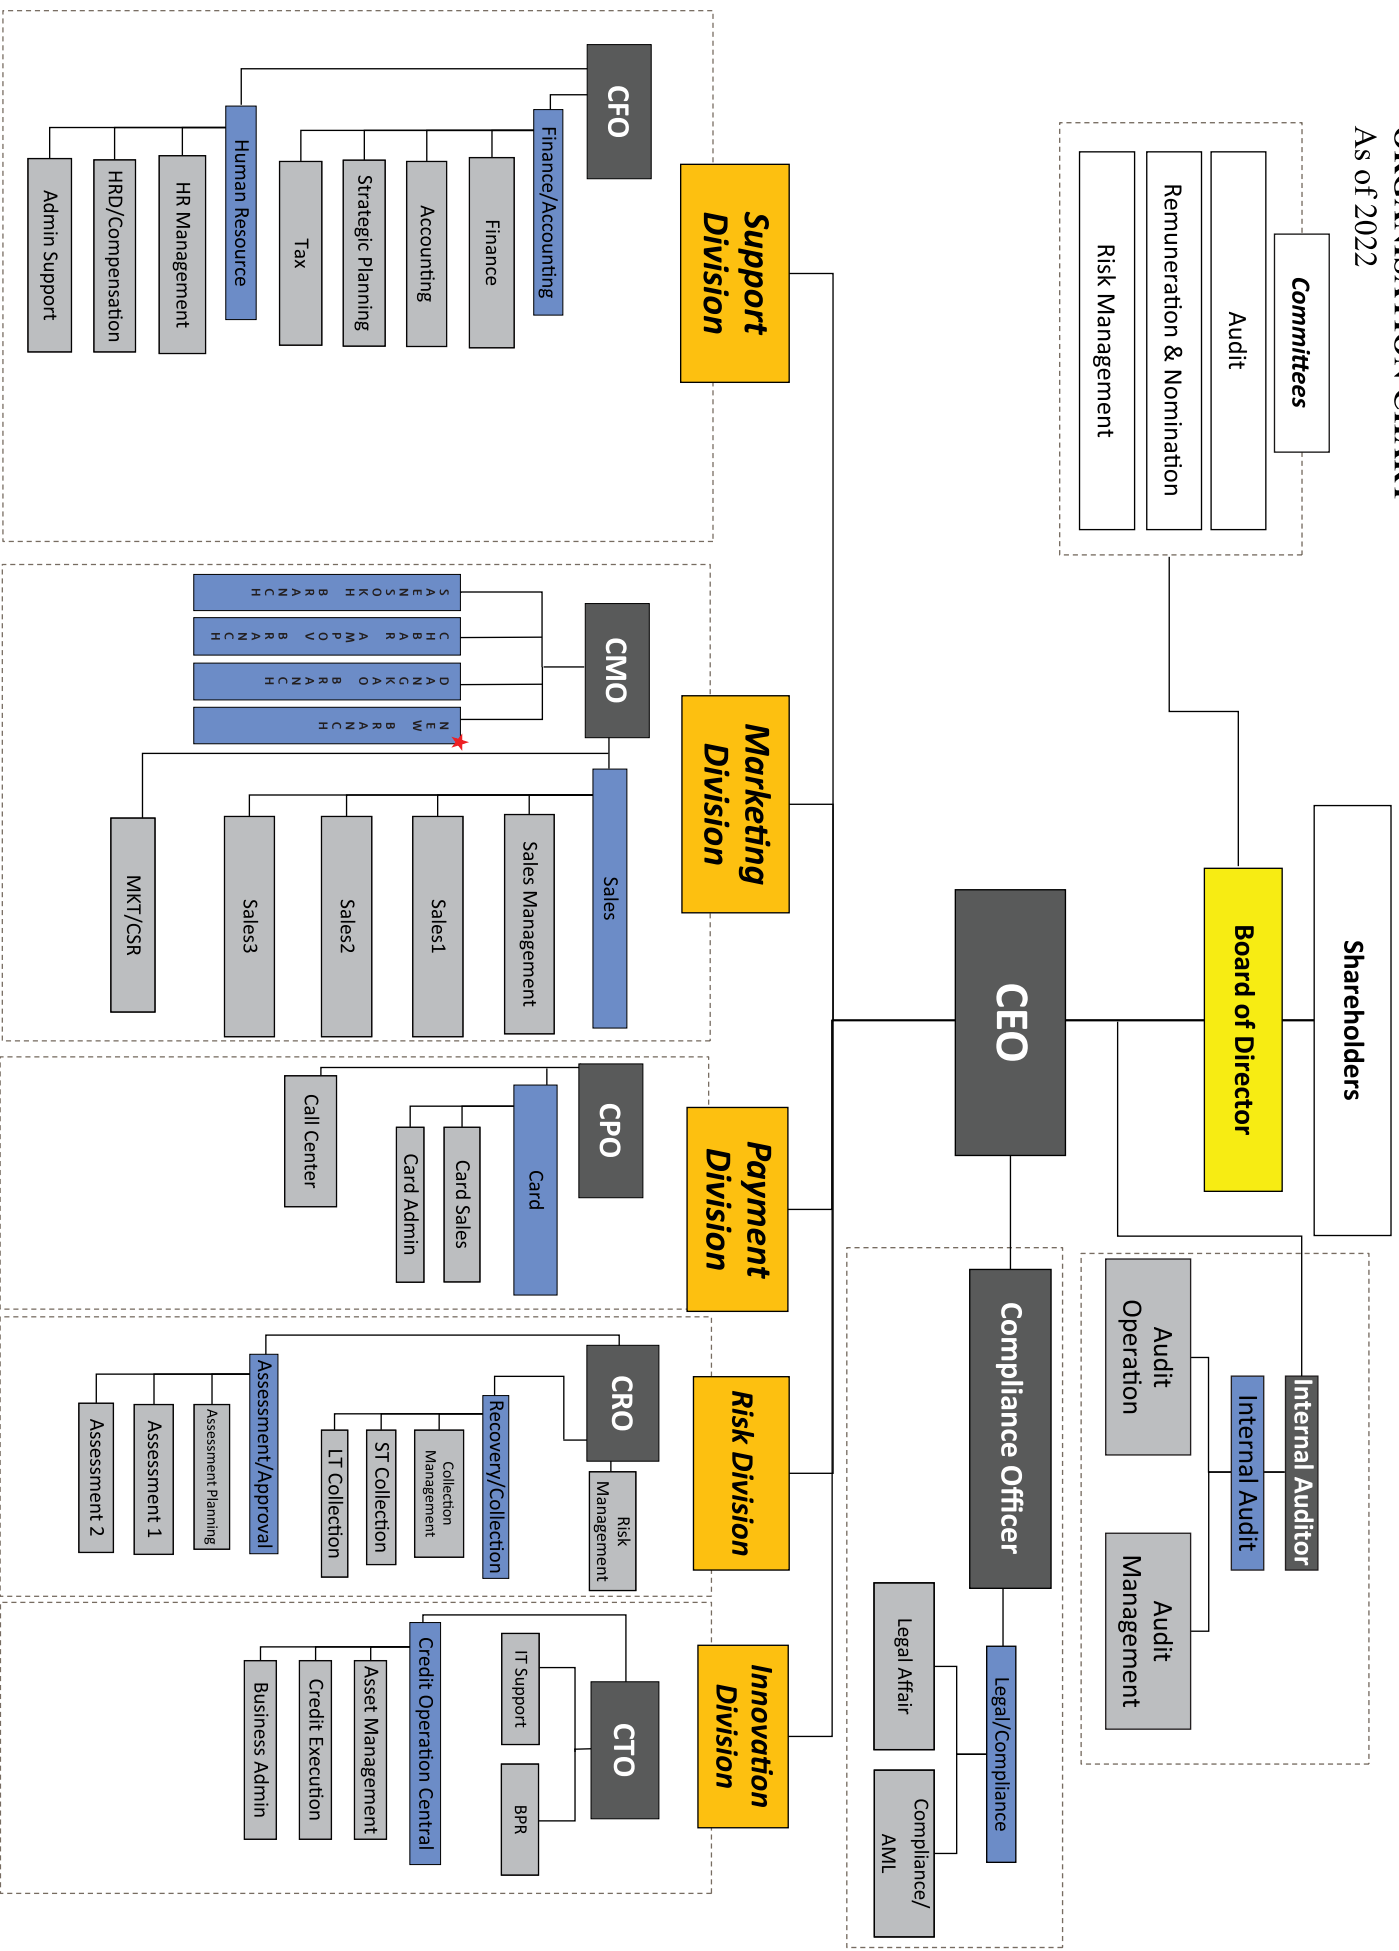 ORGANISATION CHART
As of 2022
Shareholders
Committees
Audit
Remuneration & Nomination
Risk Management
Board of Director
Internal Auditor
Internal Audit
Audit
Operation
Audit
Management
CEO
Compliance Officer
Legal/Compliance
Legal Affair
Compliance/
AML
Support
Division
CFO
Finance/Accounting
Finance
Accounting
Strategic Planning
Tax
Human Resource
HR Management
HRD/Compensation
Admin Support
Marketing
Division
CMO
SAENSOKH BRANCH
CHBAR AMPOV BRANCH
DANGKAO BRANCH
NEW BRANCH
Sales
Sales Management
Sales1
Sales2
Sales3
MKT/CSR
Payment
Division
CPO
Card
Card Sales
Card Admin
Call Center
Risk Division
CRO
Risk
Management
Recovery/Collection
Collection
Management
ST Collection
LT Collection
Assessment/Approval
Assessment Planning
Assessment 1
Assessment 2
Innovation
Division
CTO
IT Support
BPR
Credit Operation Central
Asset Management
Credit Execution
Business Admin